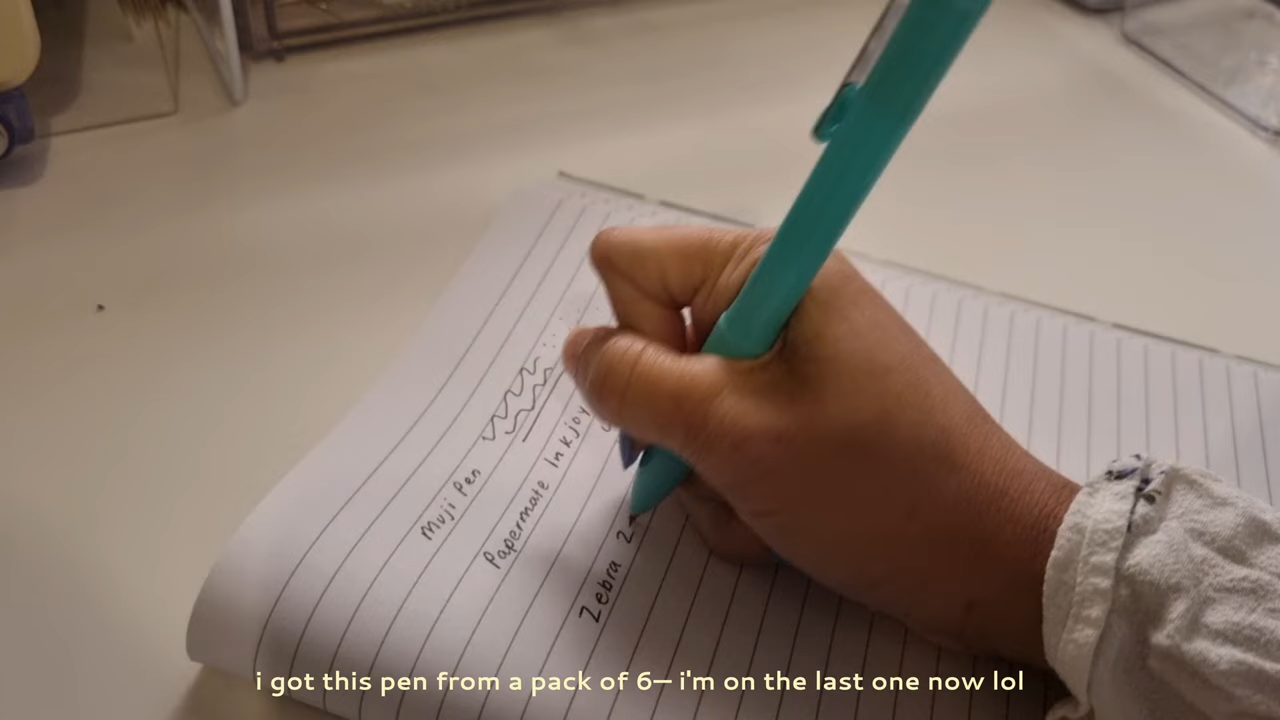 Muji Pen
Papermate Inkjoy
Zebra Z
i got this pen from a pack of 6– i'm on the last one now lol